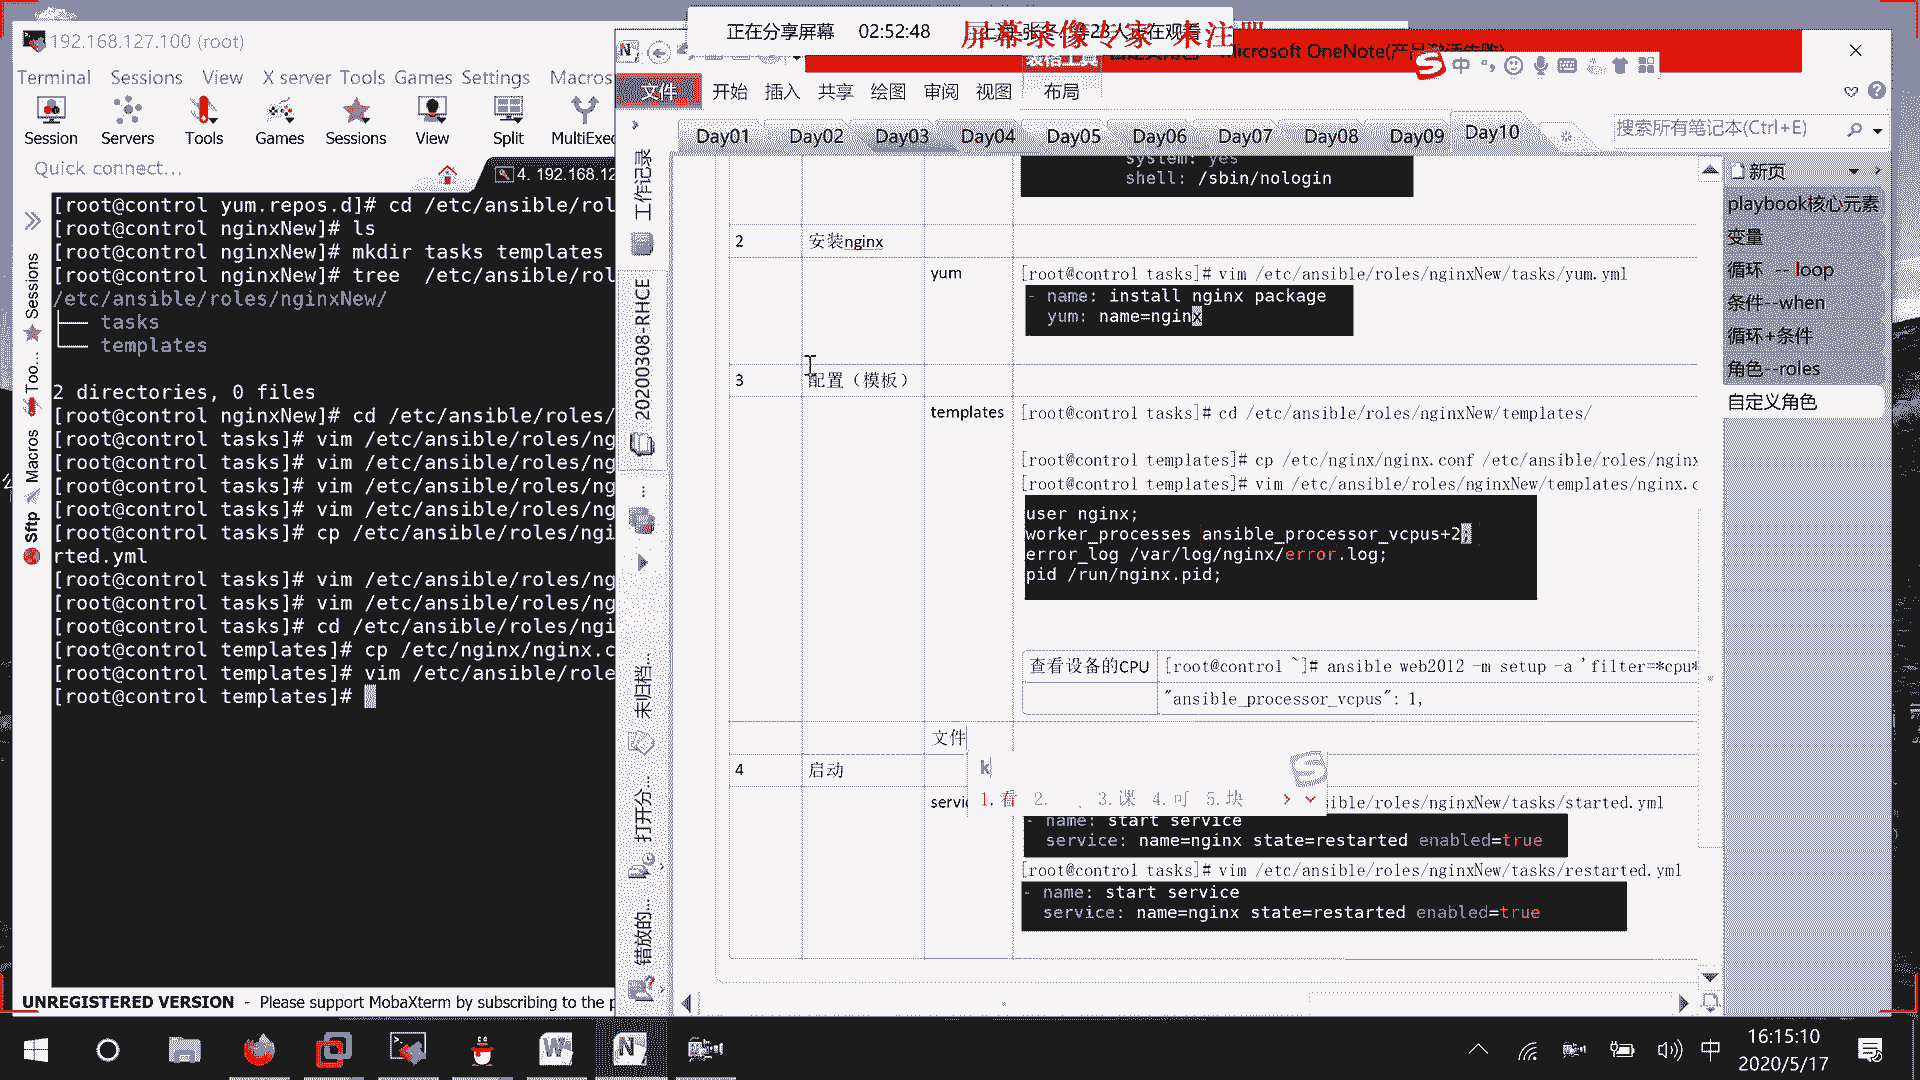 正在分享屏幕 02:52:48
屏幕录像专家 未注册
192.168.127.100 (root)
Terminal Sessions View X server Tools Games Settings Macros
Session Servers Tools Games Sessions View Split MultiExec
Quick connect...
4. 192.168.12
Sessions
Too...
Macros
Sftp
[root@control yum.repos.d]# cd /etc/ansible/rol
[root@control nginxNew]# ls
[root@control nginxNew]# mkdir tasks templates
[root@control nginxNew]# tree  /etc/ansible/rol
/etc/ansible/roles/nginxNew/
├── tasks
└── templates
2 directories, 0 files
[root@control nginxNew]# cd /etc/ansible/roles/
[root@control tasks]# vim /etc/ansible/roles/ng
[root@control tasks]# vim /etc/ansible/roles/ng
[root@control tasks]# vim /etc/ansible/roles/ng
[root@control tasks]# vim /etc/ansible/roles/ng
[root@control tasks]# cp /etc/ansible/roles/ngi
rted.yml
[root@control tasks]# vim /etc/ansible/roles/ng
[root@control tasks]# vim /etc/ansible/roles/ng
[root@control tasks]# cd /etc/ansible/roles/ngi
[root@control templates]# cp /etc/nginx/nginx.c
[root@control templates]# vim /etc/ansible/role
[root@control templates]#
UNREGISTERED VERSION - Please support MobaXterm by subscribing to the p
Microsoft OneNote(产品激活失败)
表格工具
文件 开始 插入 共享 绘图 审阅 视图 布局
中
Day01 Day02 Day03 Day04 Day05 Day06 Day07 Day08 Day09 Day10
搜索所有笔记本(Ctrl+E)
工作记录
20200308-RHCE
未归档...
打开分...
错放的...
system: yes
shell: /sbin/nologin
2 安装nginx
yum [root@control tasks]# vim /etc/ansible/roles/nginxNew/tasks/yum.yml
- name: install nginx package
yum: name=nginx
3 配置（模板）
templates [root@control tasks]# cd /etc/ansible/roles/nginxNew/templates/
[root@control templates]# cp /etc/nginx/nginx.conf /etc/ansible/roles/nginx
[root@control templates]# vim /etc/ansible/roles/nginxNew/templates/nginx.c
user nginx;
worker_processes ansible_processor_vcpus+2;
error_log /var/log/nginx/error.log;
pid /run/nginx.pid;
查看设备的CPU [root@control ~]# ansible web2012 -m setup -a 'filter=*cpu*
"ansible_processor_vcpus": 1,
文件
k
1.看 2. 3.课 4.可 5.块
4 启动
servic sible/roles/nginxNew/tasks/started.yml
- name: start service
service: name=nginx state=restarted enabled=true
[root@control tasks]# vim /etc/ansible/roles/nginxNew/tasks/restarted.yml
- name: start service
service: name=nginx state=restarted enabled=true
新页
playbook核心元素
变量
循环 -- loop
条件--when
循环+条件
角色--roles
自定义角色
中
16:15:10
2020/5/17